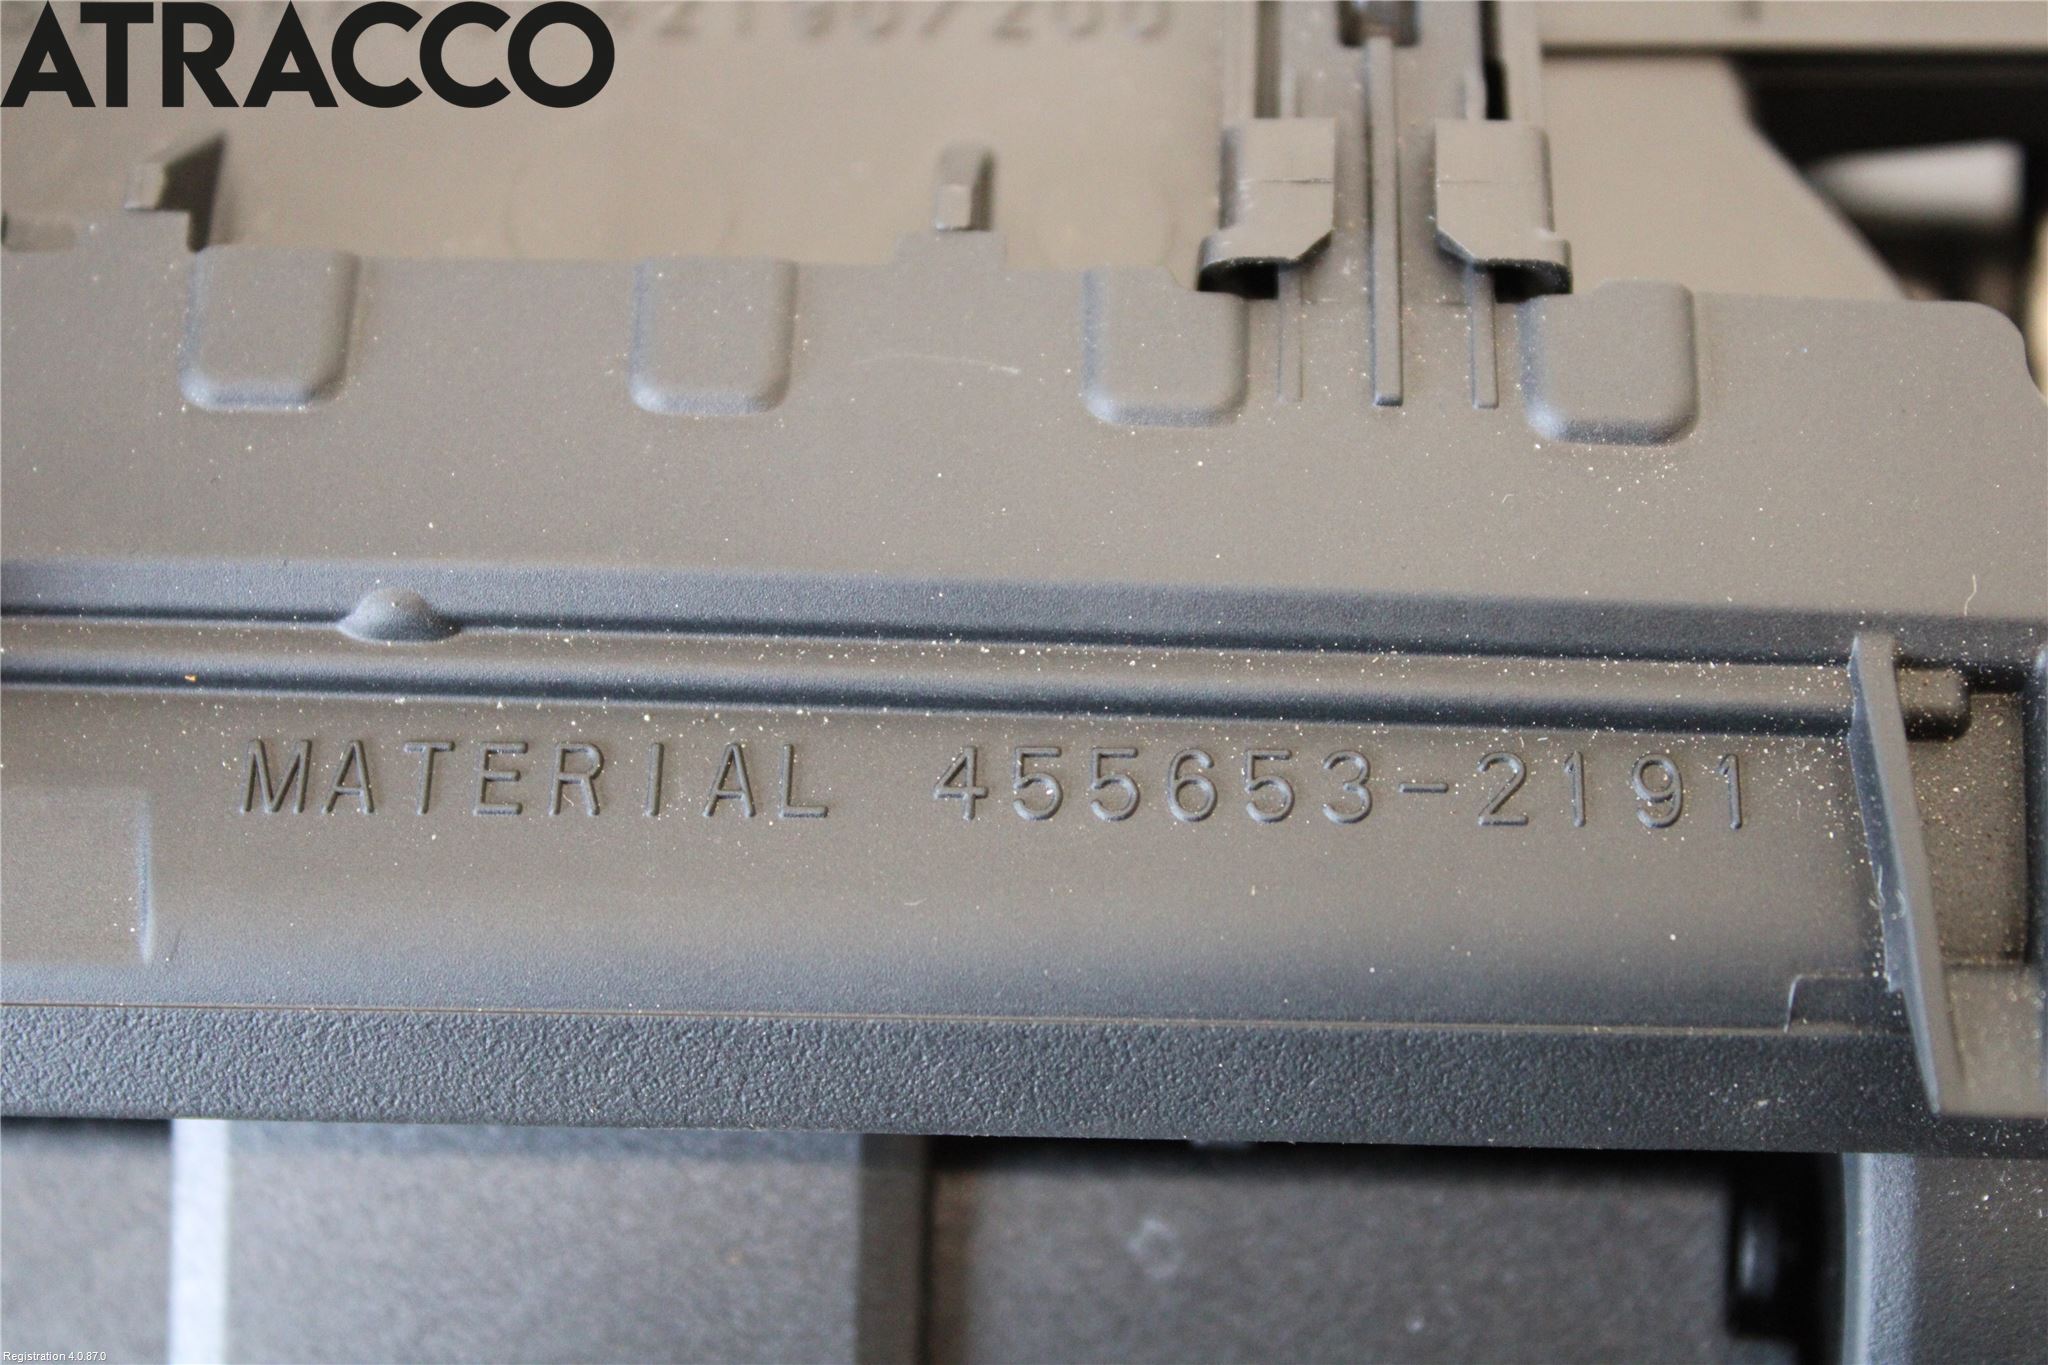 ATRACCO
MATERIAL 455653-2191
Registration 4.0.87.0